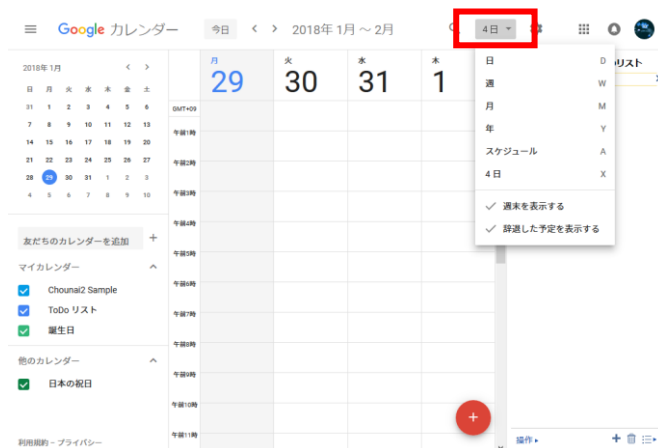 Google カレンダー
今日
2018年 1月 ～ 2月
4日
2018年 1月
日 月 火 水 木 金 土
31 1 2 3 4 5 6
7 8 9 10 11 12 13
14 15 16 17 18 19 20
21 22 23 24 25 26 27
28 29 30 31 1 2 3
4 5 6 7 8 9 10
友だちのカレンダーを追加
マイカレンダー
Chounai2 Sample
ToDo リスト
誕生日
他のカレンダー
日本の祝日
利用規約 – プライバシー
月 火 水 木
29 30 31 1
GMT+09
午前1時
午前2時
午前3時
午前4時
午前5時
午前6時
午前7時
午前8時
午前9時
午前10時
午前11時
日 D
週 W
月 M
年 Y
スケジュール A
4日 X
週末を表示する
辞退した予定を表示する
リスト
操作